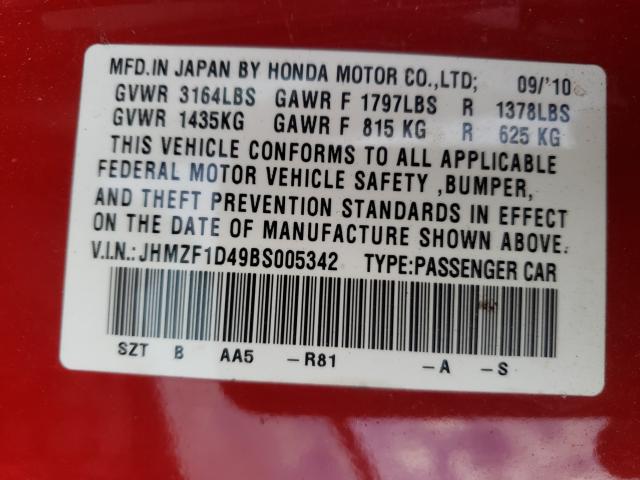 MFD.IN JAPAN BY HONDA MOTOR CO.,LTD; 09/'10
GVWR 3164LBS GAWR F 1797LBS R 1378LBS
GVWR 1435KG GAWR F 815 KG R 625 KG
THIS VEHICLE CONFORMS TO ALL APPLICABLE
FEDERAL MOTOR VEHICLE SAFETY ,BUMPER,
AND THEFT PREVENTION STANDARDS IN EFFECT
ON THE DATE OF MANUFACTURE SHOWN ABOVE.
V.I.N.:JHMZF1D49BS005342 TYPE:PASSENGER CAR
SZT B AA5 -R81 -A -S